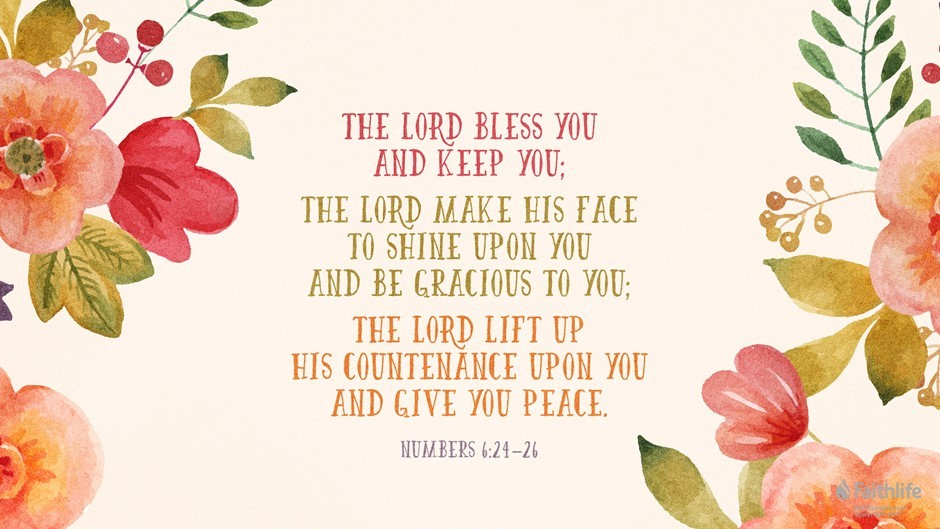 THE LORD BLESS YOU
AND KEEP YOU;
THE LORD MAKE HIS FACE
TO SHINE UPON YOU
AND BE GRACIOUS TO YOU;
THE LORD LIFT UP
HIS COUNTENANCE UPON YOU
AND GIVE YOU PEACE.
NUMBERS 6:24–26
faithlife